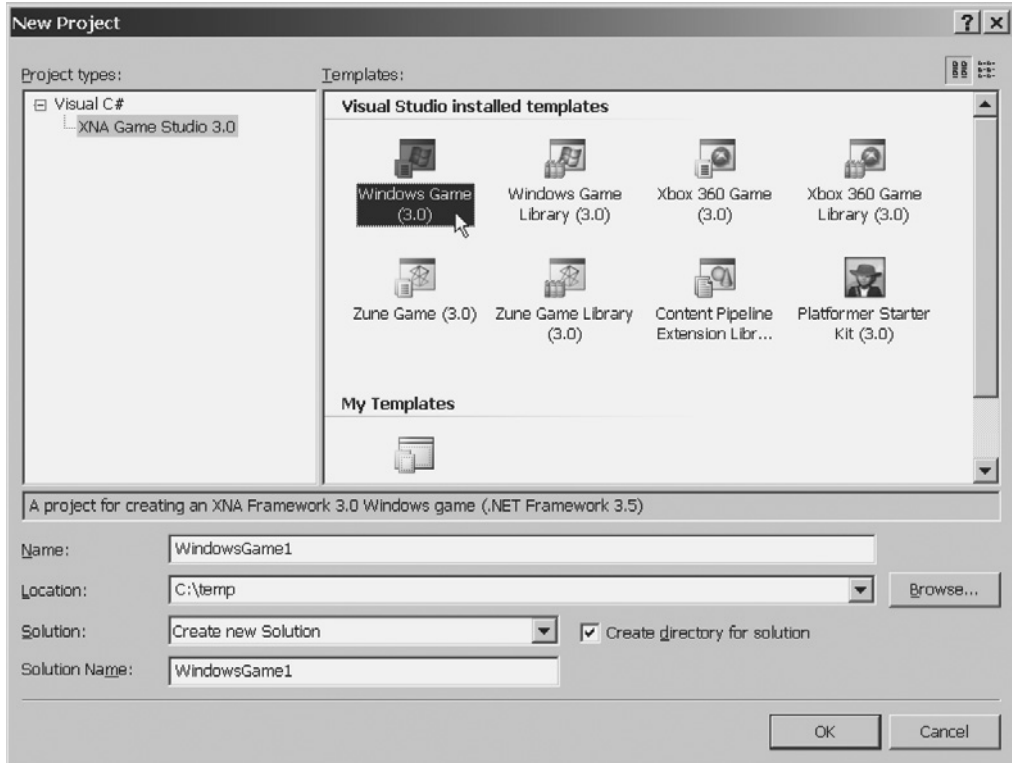 New Project
Project types:
Templates:
Visual C#
XNA Game Studio 3.0
Visual Studio installed templates
Windows Game
(3.0)
Windows Game
Library (3.0)
Xbox 360 Game
(3.0)
Xbox 360 Game
Library (3.0)
Zune Game (3.0)
Zune Game Library
(3.0)
Content Pipeline
Extension Libr...
Platformer Starter
Kit (3.0)
My Templates
A project for creating an XNA Framework 3.0 Windows game (.NET Framework 3.5)
Name:
WindowsGame1
Location:
C:\temp
Browse...
Solution:
Create new Solution
Create directory for solution
Solution Name:
WindowsGame1
OK
Cancel